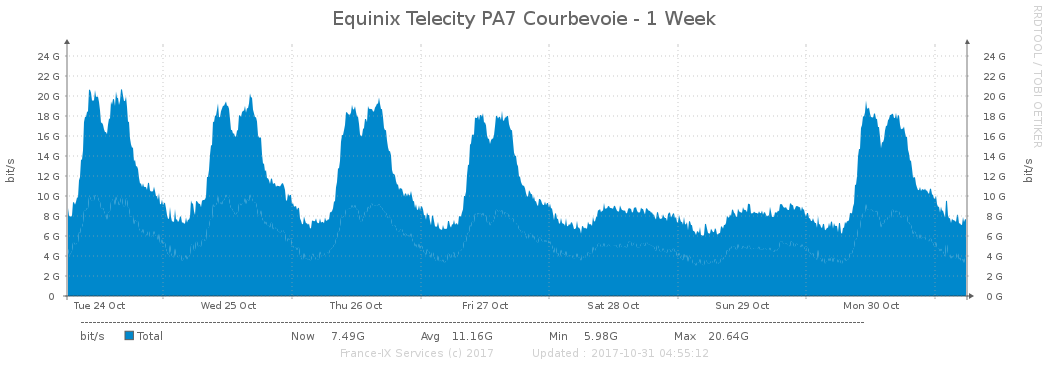 Equinix Telecity PA7 Courbevoie - 1 Week
RRDTOOL / TOBI OETIKER
bit/s
24 G 24 G
22 G 22 G
20 G 20 G
18 G 18 G
16 G 16 G
14 G 14 G
12 G 12 G
10 G 10 G
8 G 8 G
6 G 6 G
4 G 4 G
2 G 2 G
0 0 G
bit/s
Tue 24 Oct Wed 25 Oct Thu 26 Oct Fri 27 Oct Sat 28 Oct Sun 29 Oct Mon 30 Oct
bit/s Total Now 7.49G Avg 11.16G Min 5.98G Max 20.64G
France-IX Services (c) 2017 Updated : 2017-10-31 04:55:12